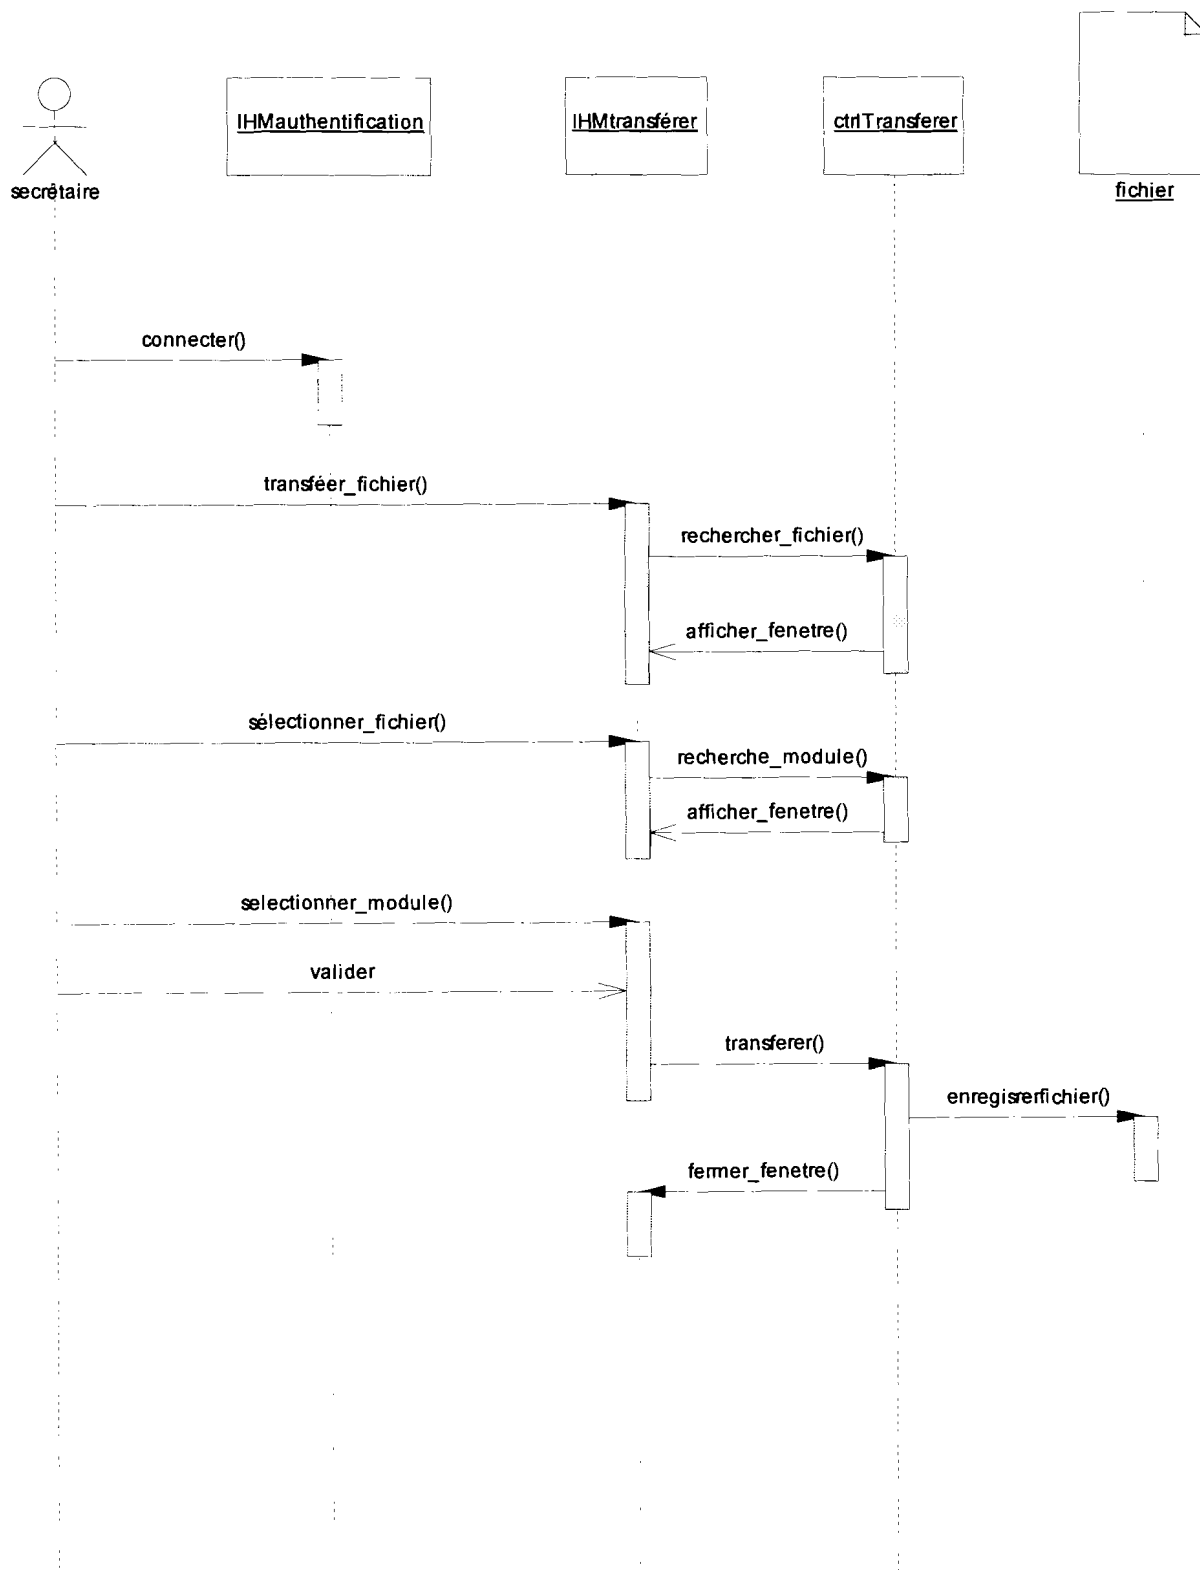 IHMauthentification
IHMtransférer
ctrlTransferer
secrétaire
fichier
connecter()
transféer_fichier()
rechercher_fichier()
afficher_fenetre()
sélectionner_fichier()
recherche_module()
afficher_fenetre()
selectionner_module()
valider
transferer()
enregisrerfichier()
fermer_fenetre()